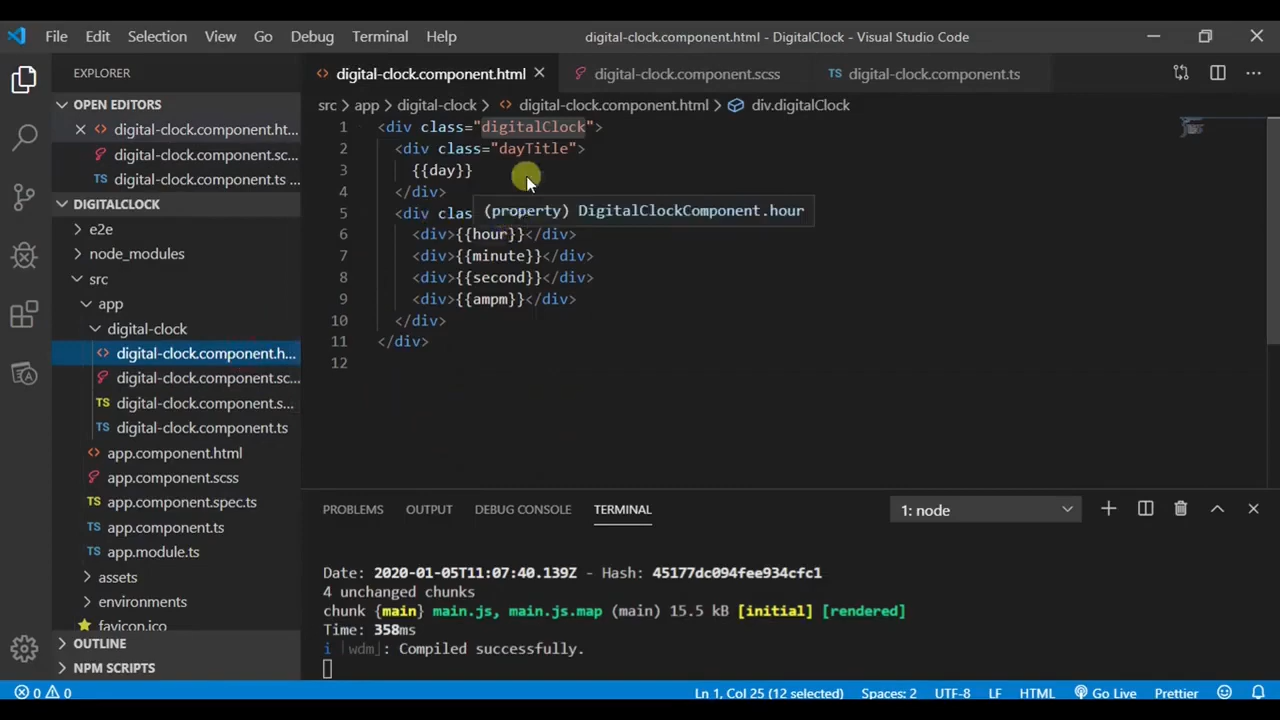 File Edit Selection View Go Debug Terminal Help
digital-clock.component.html - DigitalClock - Visual Studio Code
EXPLORER
OPEN EDITORS
digital-clock.component.ht...
digital-clock.component.sc...
digital-clock.component.ts ...
DIGITALCLOCK
e2e
node_modules
src
app
digital-clock
digital-clock.component.h...
digital-clock.component.sc...
TS digital-clock.component.s...
TS digital-clock.component.ts
app.component.html
app.component.scss
TS app.component.spec.ts
TS app.component.ts
TS app.module.ts
assets
environments
favicon.ico
OUTLINE
NPM SCRIPTS
digital-clock.component.html
digital-clock.component.scss
TS digital-clock.component.ts
src > app > digital-clock > digital-clock.component.html > div.digitalClock
1 <div class="digitalClock">
2 <div class="dayTitle">
3 {{day}}
4 </div>
5 <div clas
(property) DigitalClockComponent.hour
6 <div>{{hour}}</div>
7 <div>{{minute}}</div>
8 <div>{{second}}</div>
9 <div>{{ampm}}</div>
10 </div>
11 </div>
12
PROBLEMS OUTPUT DEBUG CONSOLE TERMINAL
1: node
Date: 2020-01-05T11:07:40.139Z - Hash: 45177dc094fee934cfc1
4 unchanged chunks
chunk {main} main.js, main.js.map (main) 15.5 kB [initial] [rendered]
Time: 358ms
i ｢wdm｣: Compiled successfully.
0 0
Ln 1, Col 25 (12 selected) Spaces: 2 UTF-8 LF HTML Go Live Prettier